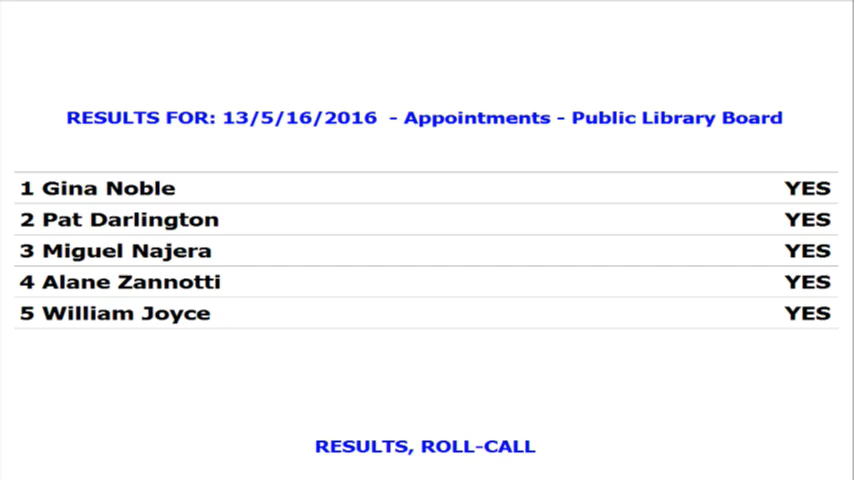 RESULTS FOR: 13/5/16/2016 - Appointments - Public Library Board
1 Gina Noble YES
2 Pat Darlington YES
3 Miguel Najera YES
4 Alane Zannotti YES
5 William Joyce YES
RESULTS, ROLL-CALL